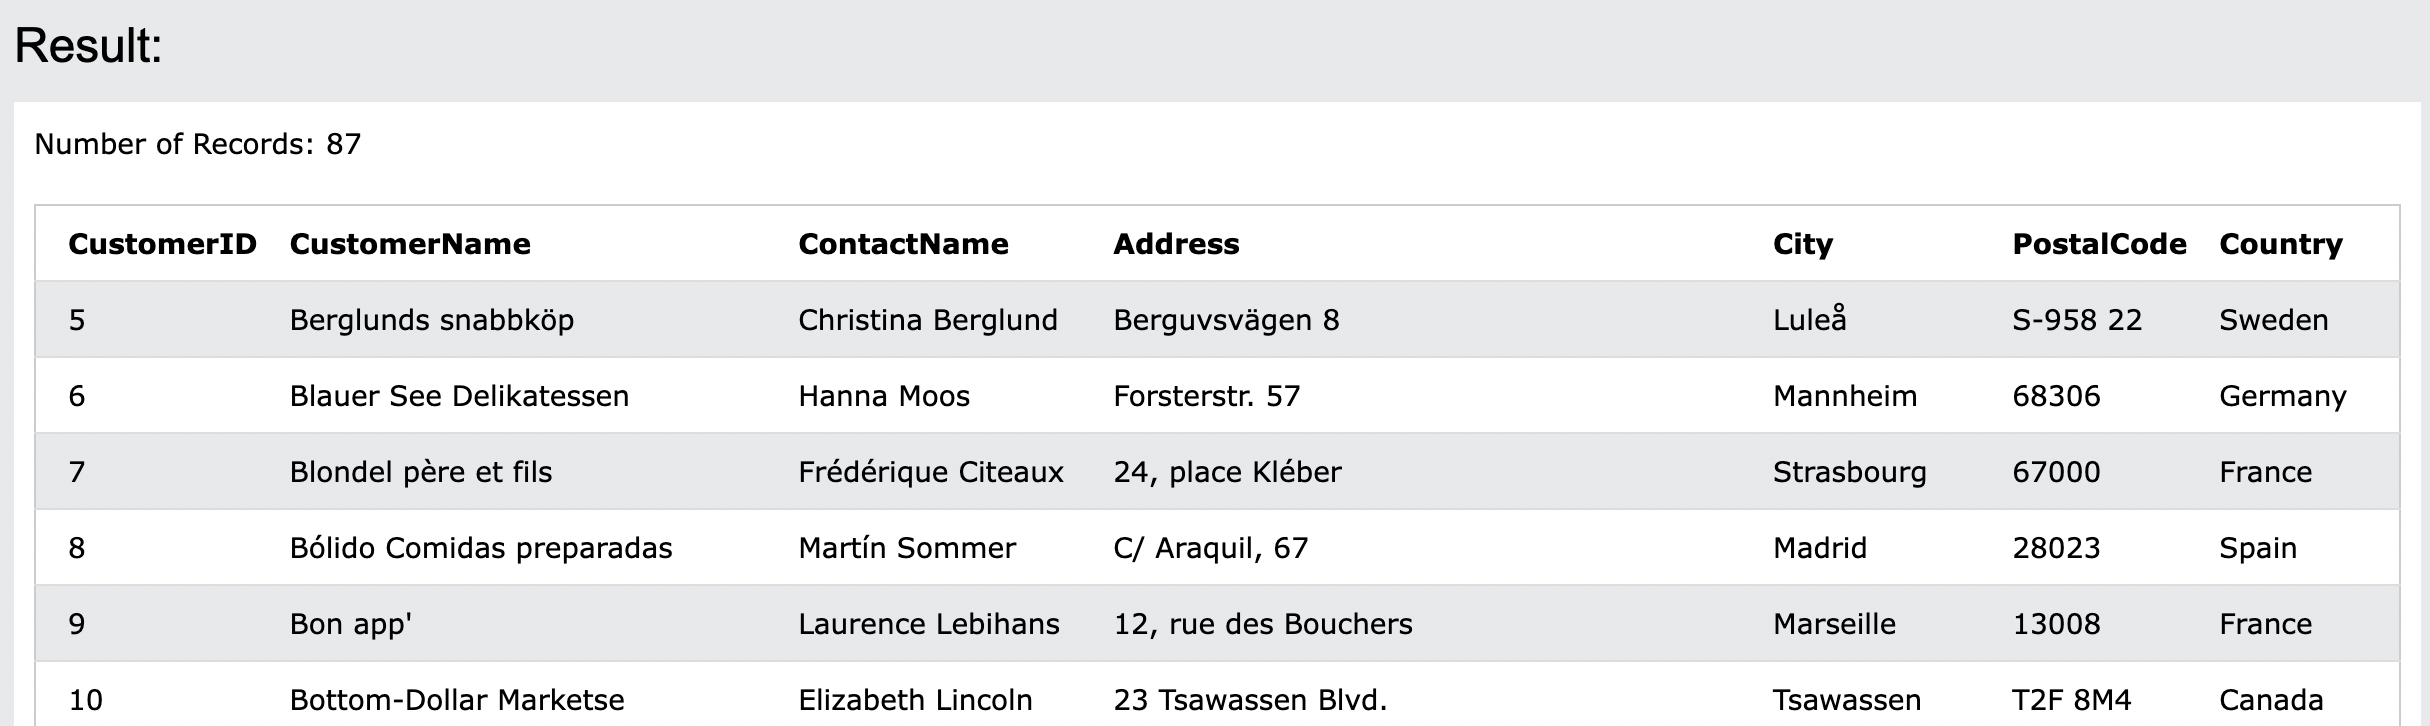 Result:
Number of Records: 87
CustomerID CustomerName ContactName Address City PostalCode Country
5 Berglunds snabbköp Christina Berglund Berguvsvägen 8 Luleå S-958 22 Sweden
6 Blauer See Delikatessen Hanna Moos Forsterstr. 57 Mannheim 68306 Germany
7 Blondel père et fils Frédérique Citeaux 24, place Kléber Strasbourg 67000 France
8 Bólido Comidas preparadas Martín Sommer C/ Araquil, 67 Madrid 28023 Spain
9 Bon app' Laurence Lebihans 12, rue des Bouchers Marseille 13008 France
10 Bottom-Dollar Marketse Elizabeth Lincoln 23 Tsawassen Blvd. Tsawassen T2F 8M4 Canada